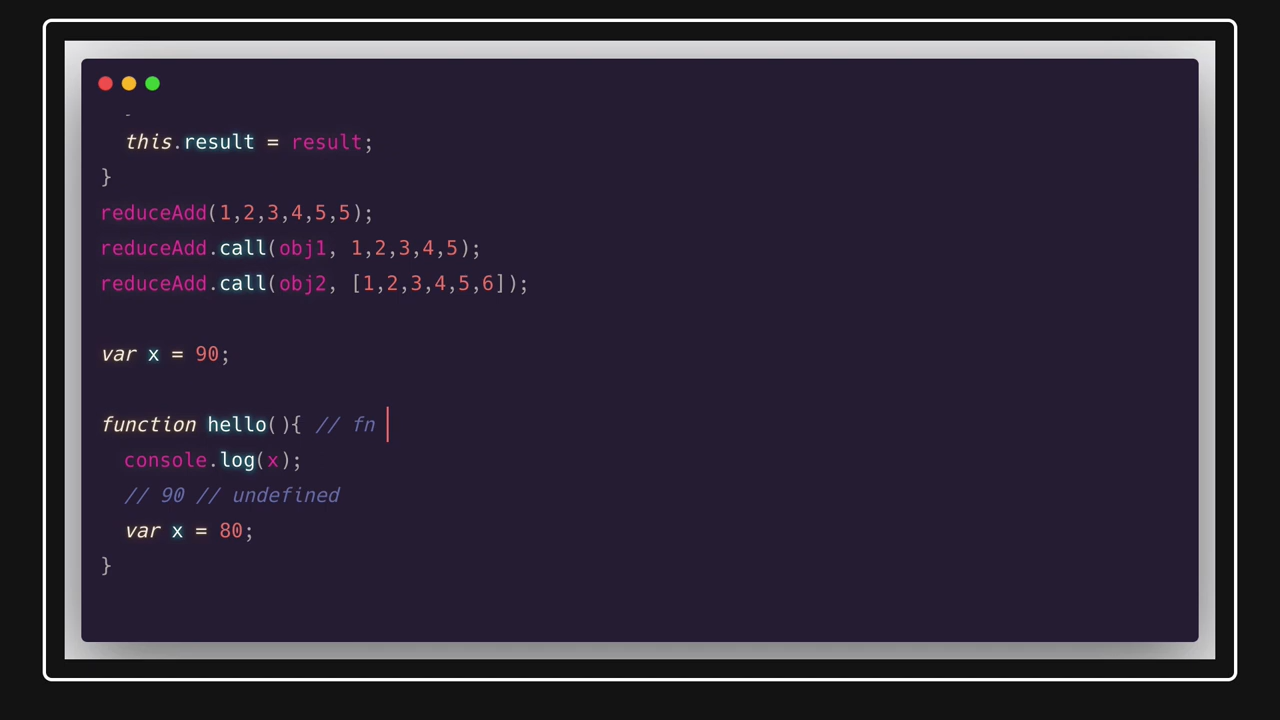 this.result = result;
}
reduceAdd(1,2,3,4,5,5);
reduceAdd.call(obj1, 1,2,3,4,5);
reduceAdd.call(obj2, [1,2,3,4,5,6]);
var x = 90;
function hello(){ // fn
console.log(x);
// 90 // undefined
var x = 80;
}